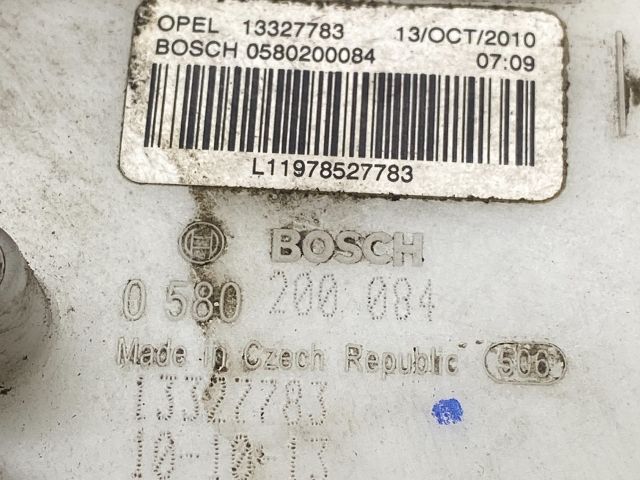 OPEL 13327783 13/OCT/2010
BOSCH 0580200084 07:09
L11978527783
BOSCH
0 580 200 084
Made in Czech Republic 506
13327783
10-10-13